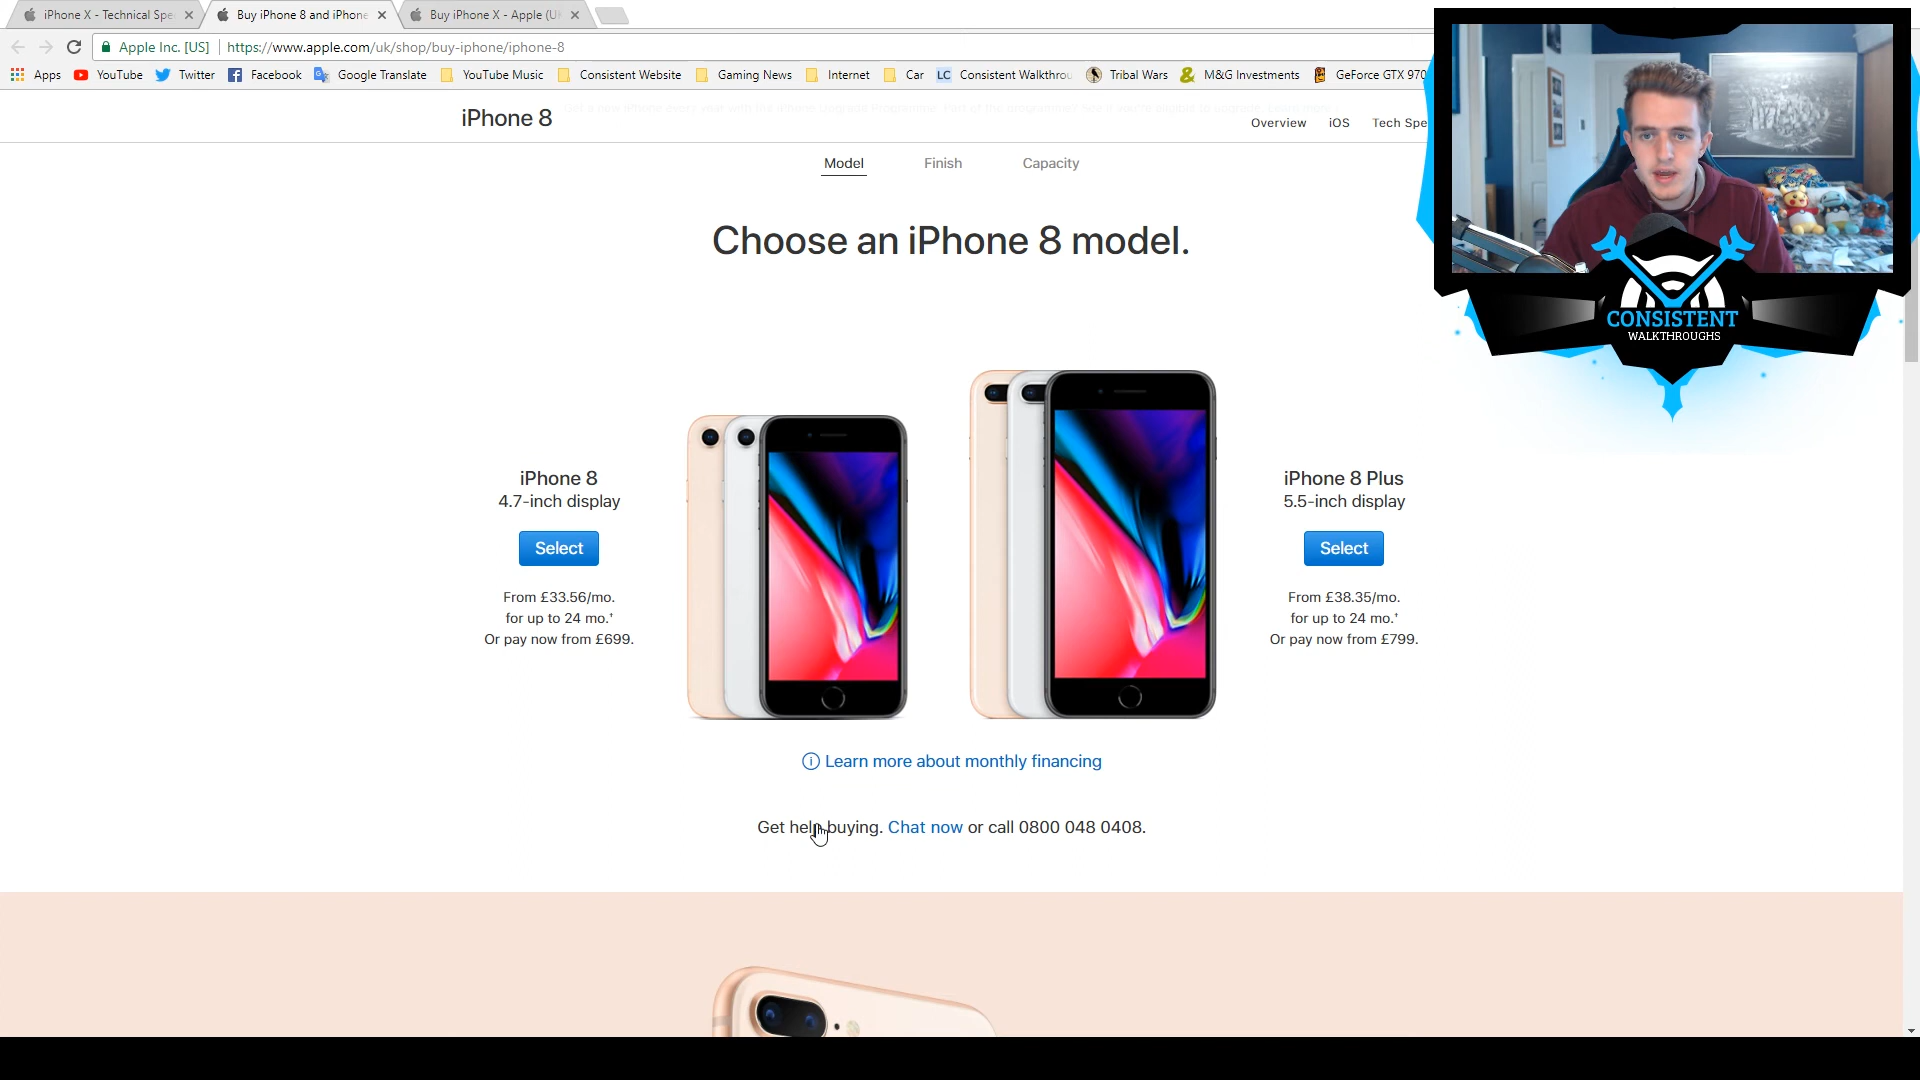 iPhone X - Technical Spe
Buy iPhone 8 and iPhone
Buy iPhone X - Apple (U
Apple Inc. [US]
https://www.apple.com/uk/shop/buy-iphone/iphone-8
Apps
YouTube
Twitter
Facebook
Google Translate
YouTube Music
Consistent Website
Gaming News
Internet
Car
LC
Consistent Walkthrou
Tribal Wars
M&G Investments
GeForce GTX 970
iPhone 8
Overview
iOS
Tech Spe
Model
Finish
Capacity
Choose an iPhone 8 model.
iPhone 8
4.7-inch display
Select
From £33.56/mo.
for up to 24 mo.†
Or pay now from £699.
iPhone 8 Plus
5.5-inch display
Select
From £38.35/mo.
for up to 24 mo.†
Or pay now from £799.
Learn more about monthly financing
Get help buying. Chat now or call 0800 048 0408.
CONSISTENT
WALKTHROUGHS